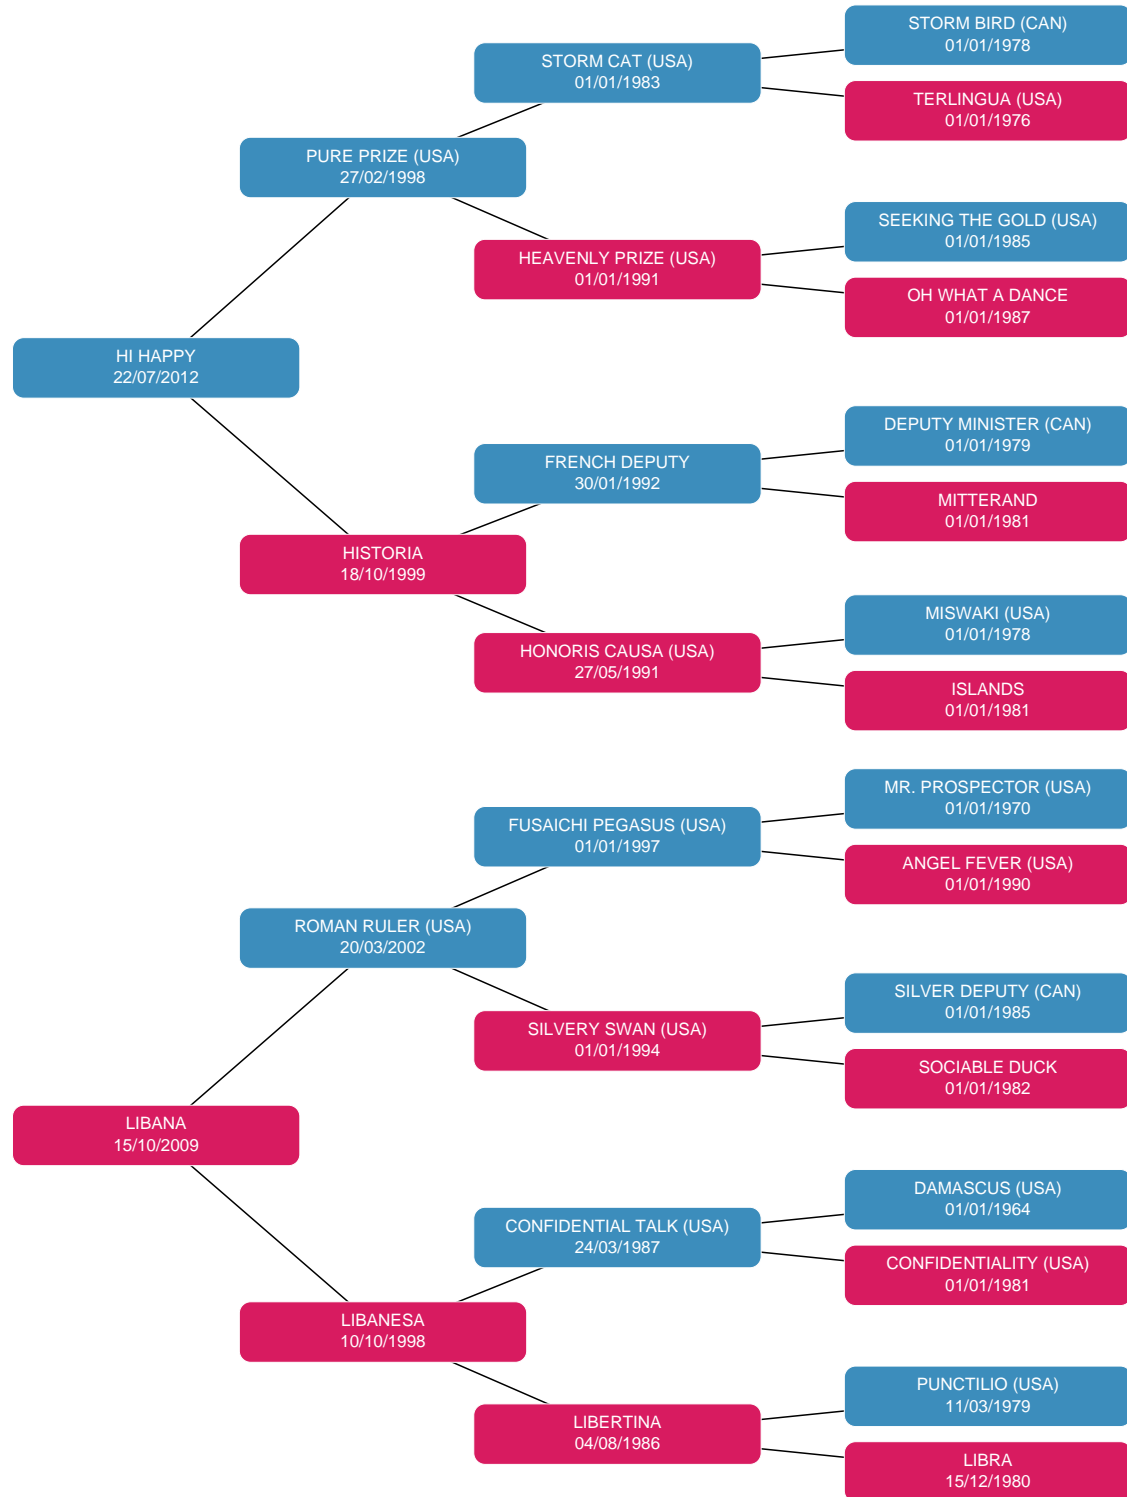 STORM BIRD (CAN)
01/01/1978
STORM CAT (USA)
01/01/1983
TERLINGUA (USA)
01/01/1976
PURE PRIZE (USA)
27/02/1998
SEEKING THE GOLD (USA)
01/01/1985
HEAVENLY PRIZE (USA)
01/01/1991
OH WHAT A DANCE
01/01/1987
HI HAPPY
22/07/2012
DEPUTY MINISTER (CAN)
01/01/1979
FRENCH DEPUTY
30/01/1992
MITTERAND
01/01/1981
HISTORIA
18/10/1999
MISWAKI (USA)
01/01/1978
HONORIS CAUSA (USA)
27/05/1991
ISLANDS
01/01/1981
MR. PROSPECTOR (USA)
01/01/1970
FUSAICHI PEGASUS (USA)
01/01/1997
ANGEL FEVER (USA)
01/01/1990
ROMAN RULER (USA)
20/03/2002
SILVER DEPUTY (CAN)
01/01/1985
SILVERY SWAN (USA)
01/01/1994
SOCIABLE DUCK
01/01/1982
LIBANA
15/10/2009
DAMASCUS (USA)
01/01/1964
CONFIDENTIAL TALK (USA)
24/03/1987
CONFIDENTIALITY (USA)
01/01/1981
LIBANESA
10/10/1998
PUNCTILIO (USA)
11/03/1979
LIBERTINA
04/08/1986
LIBRA
15/12/1980